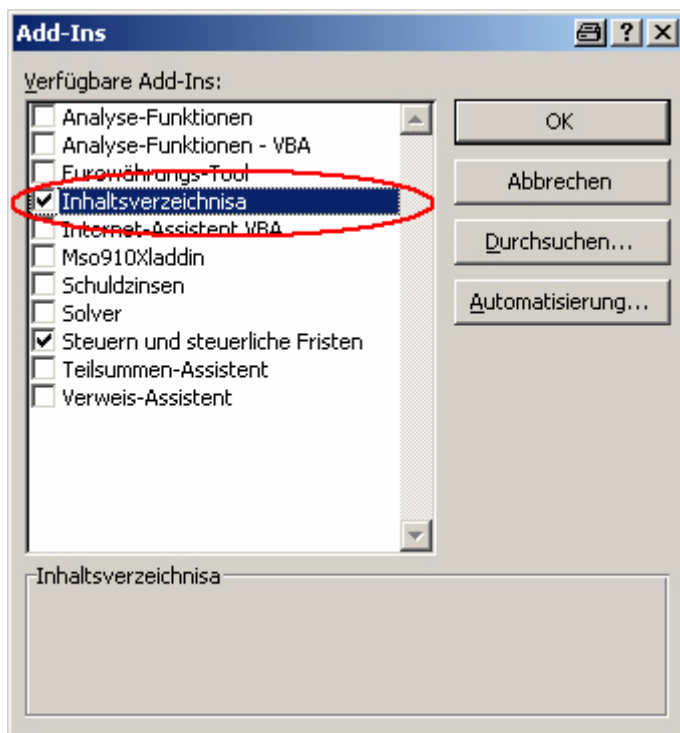 Add-Ins
Verfügbare Add-Ins:
Analyse-Funktionen
Analyse-Funktionen - VBA
Eurowährungs-Tool
Inhaltsverzeichnisa
Internet-Assistent VBA
Mso910Xladdin
Schuldzinsen
Solver
Steuern und steuerliche Fristen
Teilsummen-Assistent
Verweis-Assistent
OK
Abbrechen
Durchsuchen...
Automatisierung...
Inhaltsverzeichnisa